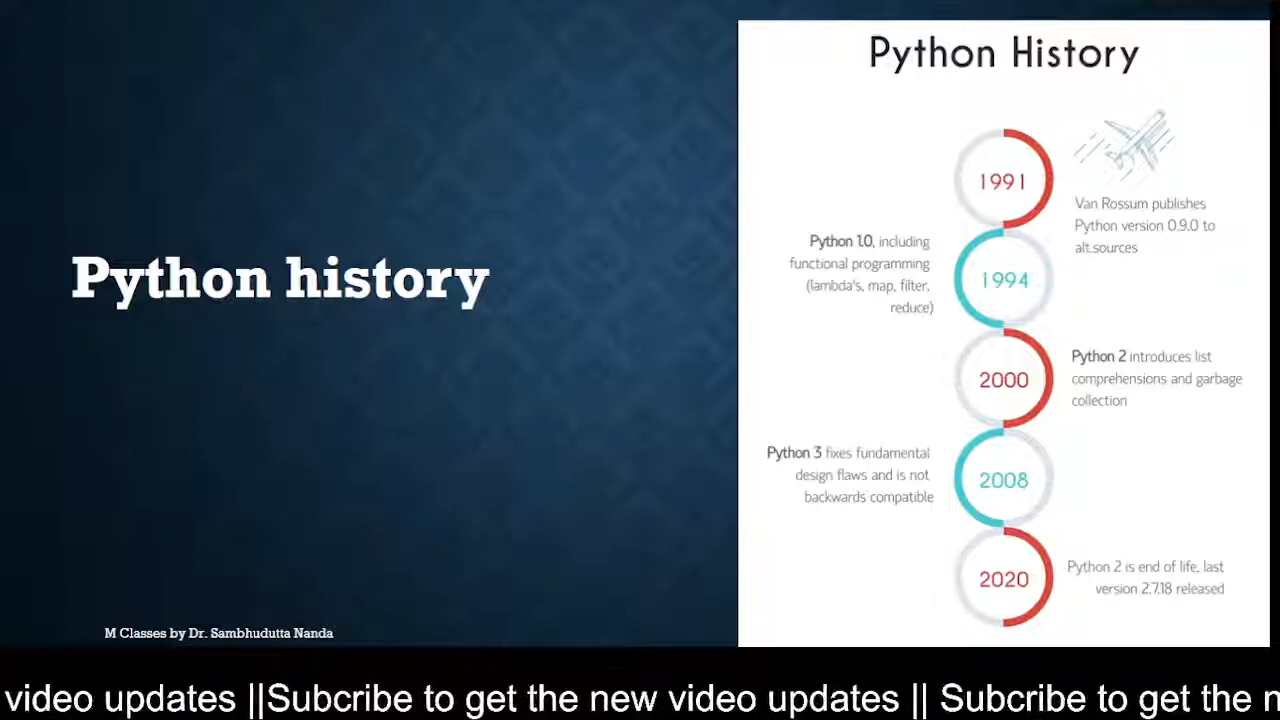 Python history
M Classes by Dr. Sambhudutta Nanda
Python History
1991
Van Rossum publishes
Python version 0.9.0 to
alt.sources
Python 1.0, including
functional programming
(lambda's, map, filter,
reduce)
1994
2000
Python 2 introduces list
comprehensions and garbage
collection
Python 3 fixes fundamental
design flaws and is not
backwards compatible
2008
2020
Python 2 is end of life, last
version 2.7.18 released
video updates ||Subcribe to get the new video updates || Subcribe to get the n